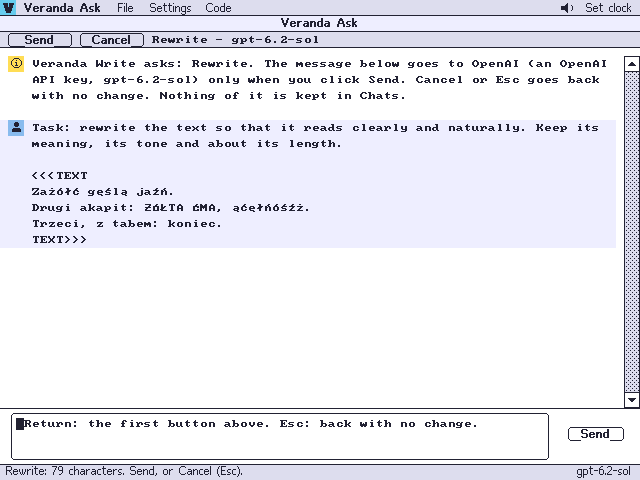 Veranda Ask File Settings Code Set clock
Veranda Ask
Send Cancel Rewrite - gpt-6.2-sol
Veranda Write asks: Rewrite. The message below goes to OpenAI (an OpenAI
API key, gpt-6.2-sol) only when you click Send. Cancel or Esc goes back
with no change. Nothing of it is kept in Chats.
Task: rewrite the text so that it reads clearly and naturally. Keep its
meaning, its tone and about its length.
<<<TEXT
Zażółć gęślą jaźń.
Drugi akapit: ŻÓŁTA ĆMA, ąćęłńóśźż.
Trzeci, z tabem: koniec.
TEXT>>>
Return: the first button above. Esc: back with no change.
Send
Rewrite: 79 characters. Send, or Cancel (Esc). gpt-6.2-sol